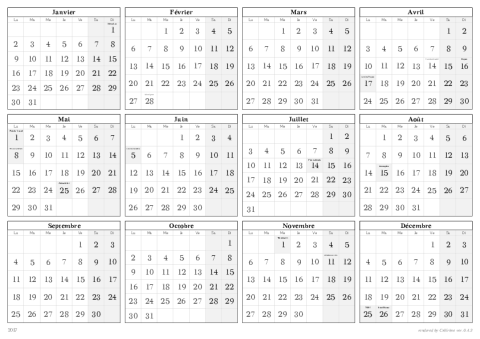 Janvier
Lu Ma Me Je Ve Sa Di
1
2 3 4 5 6 7 8
9 10 11 12 13 14 15
16 17 18 19 20 21 22
23 24 25 26 27 28 29
30 31
Février
Lu Ma Me Je Ve Sa Di
1 2 3 4 5
6 7 8 9 10 11 12
13 14 15 16 17 18 19
20 21 22 23 24 25 26
27 28
Mars
Lu Ma Me Je Ve Sa Di
1 2 3 4 5
6 7 8 9 10 11 12
13 14 15 16 17 18 19
20 21 22 23 24 25 26
27 28 29 30 31
Avril
Lu Ma Me Je Ve Sa Di
1 2
3 4 5 6 7 8 9
10 11 12 13 14 15 16
17 18 19 20 21 22 23
24 25 26 27 28 29 30
Mai
Lu Ma Me Je Ve Sa Di
1 2 3 4 5 6 7
8 9 10 11 12 13 14
15 16 17 18 19 20 21
22 23 24 25 26 27 28
29 30 31
Juin
Lu Ma Me Je Ve Sa Di
1 2 3 4
5 6 7 8 9 10 11
12 13 14 15 16 17 18
19 20 21 22 23 24 25
26 27 28 29 30
Juillet
Lu Ma Me Je Ve Sa Di
1 2
3 4 5 6 7 8 9
10 11 12 13 14 15 16
17 18 19 20 21 22 23
24 25 26 27 28 29 30
31
Août
Lu Ma Me Je Ve Sa Di
1 2 3 4 5 6
7 8 9 10 11 12 13
14 15 16 17 18 19 20
21 22 23 24 25 26 27
28 29 30 31
Septembre
Lu Ma Me Je Ve Sa Di
1 2 3
4 5 6 7 8 9 10
11 12 13 14 15 16 17
18 19 20 21 22 23 24
25 26 27 28 29 30
Octobre
Lu Ma Me Je Ve Sa Di
1
2 3 4 5 6 7 8
9 10 11 12 13 14 15
16 17 18 19 20 21 22
23 24 25 26 27 28 29
30 31
Novembre
Lu Ma Me Je Ve Sa Di
1 2 3 4 5
6 7 8 9 10 11 12
13 14 15 16 17 18 19
20 21 22 23 24 25 26
27 28 29 30
Décembre
Lu Ma Me Je Ve Sa Di
1 2 3
4 5 6 7 8 9 10
11 12 13 14 15 16 17
18 19 20 21 22 23 24
25 26 27 28 29 30 31
2017